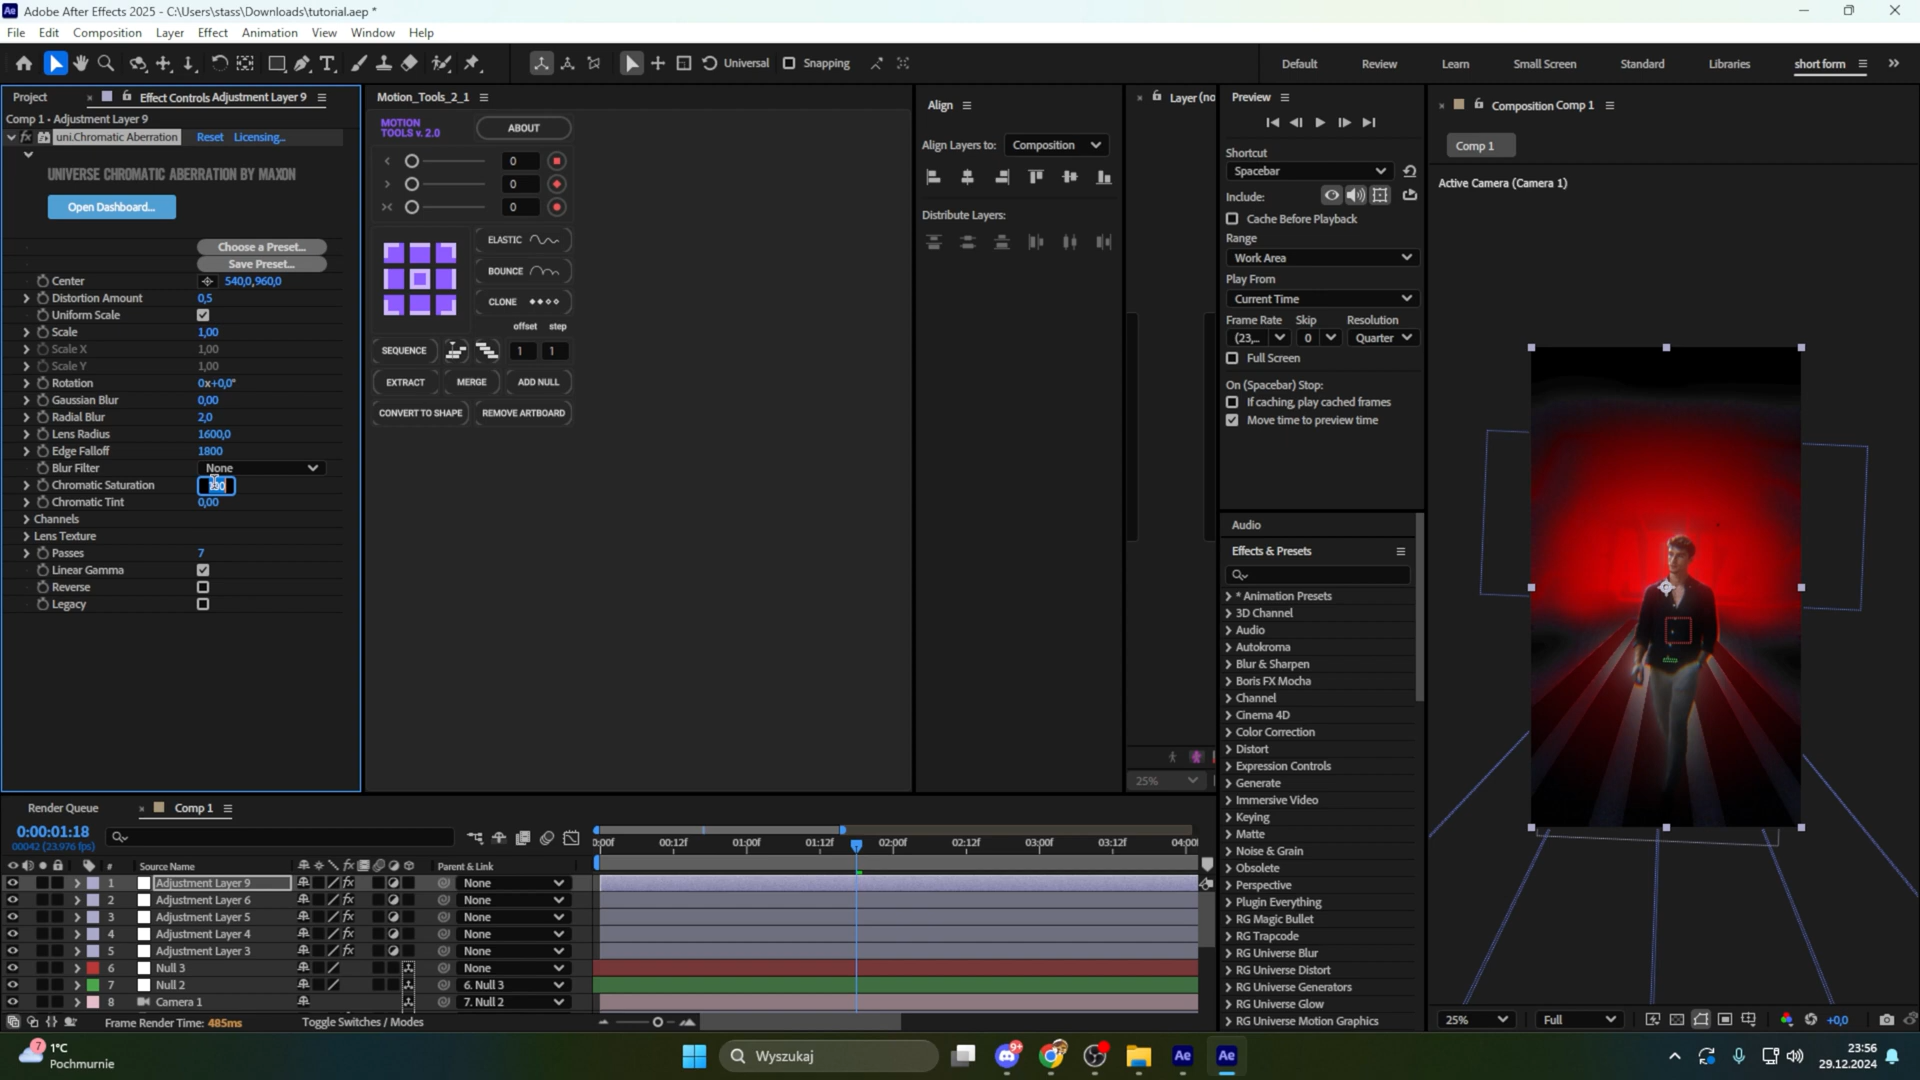 Adobe After Effects 2025 - C:\Users\stass\Downloads\tutorial.aep *
File Edit Composition Layer Effect Animation View Window Help
Universal Snapping
Default Review Learn Small Screen Standard Libraries short form
Project
Effect Controls Adjustment Layer 9
Comp 1 • Adjustment Layer 9
uni.Chromatic Aberration Reset Licensing...
UNIVERSE CHROMATIC ABERRATION BY MAXON
Open Dashboard...
Choose a Preset...
Save Preset...
Center 540,0,960,0
Distortion Amount 0,5
Uniform Scale
Scale 1,00
Scale X 1,00
Scale Y 1,00
Rotation 0x+0,0°
Gaussian Blur 0,00
Radial Blur 2,0
Lens Radius 1600,0
Edge Falloff 1800
Blur Filter None
Chromatic Saturation
Chromatic Tint 0,00
Channels
Lens Texture
Passes 7
Linear Gamma
Reverse
Legacy
Motion_Tools_2_1
MOTION
TOOLS v. 2.0
ABOUT
0
0
0
ELASTIC
BOUNCE
CLONE
offset step
SEQUENCE 1 1
EXTRACT MERGE ADD NULL
CONVERT TO SHAPE REMOVE ARTBOARD
Align
Align Layers to: Composition
Distribute Layers:
Layer (no
25%
Preview
Shortcut
Spacebar
Include:
Cache Before Playback
Range
Work Area
Play From
Current Time
Frame Rate Skip Resolution
(23,... 0 Quarter
Full Screen
On (Spacebar) Stop:
If caching, play cached frames
Move time to preview time
Audio
Effects & Presets
* Animation Presets
3D Channel
Audio
Autokroma
Blur & Sharpen
Boris FX Mocha
Channel
Cinema 4D
Color Correction
Distort
Expression Controls
Generate
Immersive Video
Keying
Matte
Noise & Grain
Obsolete
Perspective
Plugin Everything
RG Magic Bullet
RG Trapcode
RG Universe Blur
RG Universe Distort
RG Universe Generators
RG Universe Glow
RG Universe Motion Graphics
Composition Comp 1
Comp 1
Active Camera (Camera 1)
25% Full +0,0
Render Queue
Comp 1
0:00:01:18
00042 (23.976 fps)
0:00f 00:12f 01:00f 01:12f 02:00f 02:12f 03:00f 03:12f 04:00f
# Source Name Parent & Link
1 Adjustment Layer 9 None
2 Adjustment Layer 6 None
3 Adjustment Layer 5 None
4 Adjustment Layer 4 None
5 Adjustment Layer 3 None
6 Null 3 None
7 Null 2 6. Null 3
8 Camera 1 7. Null 2
Frame Render Time: 485ms Toggle Switches / Modes
7
1°C
Pochmurnie
Wyszukaj
9+
Ae
Ae
23:56
29.12.2024